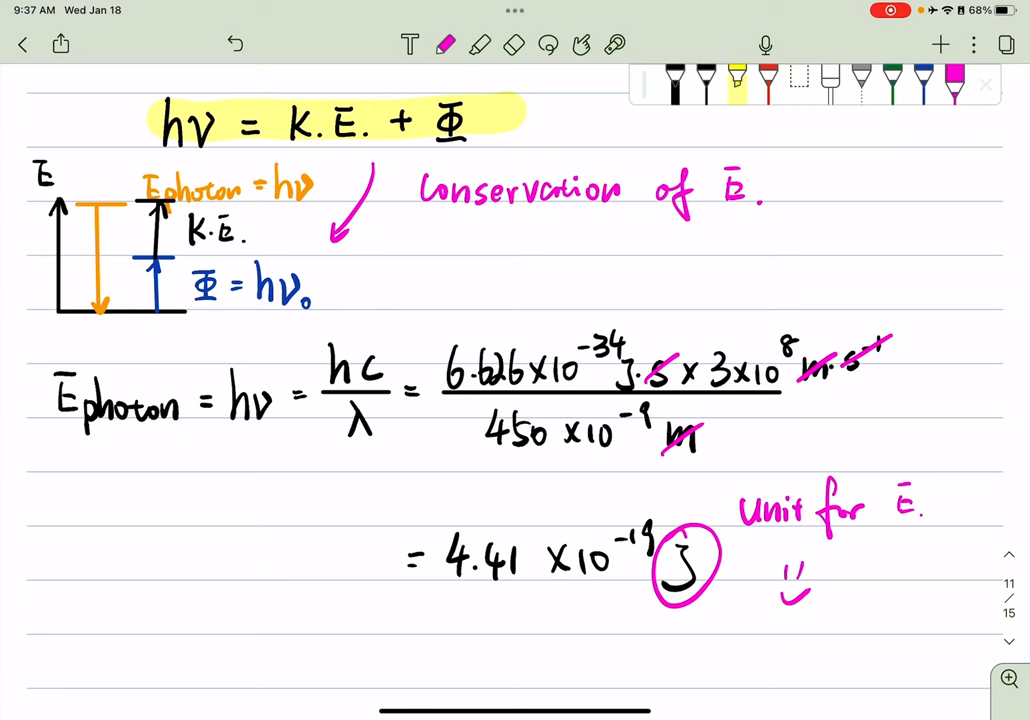 9:37 AM Wed Jan 18
68%
T
hν = K.E. + Φ
E
Ephoton = hν
Conservation of E.
K.E.
Φ = hν₀
Ephoton = hν = hc/λ = 6.626×10⁻³⁴ J·s × 3×10⁸ m·s⁻¹ / 450 ×10⁻⁹ m
unit for E.
= 4.41 ×10⁻¹⁹ J
11
/
15